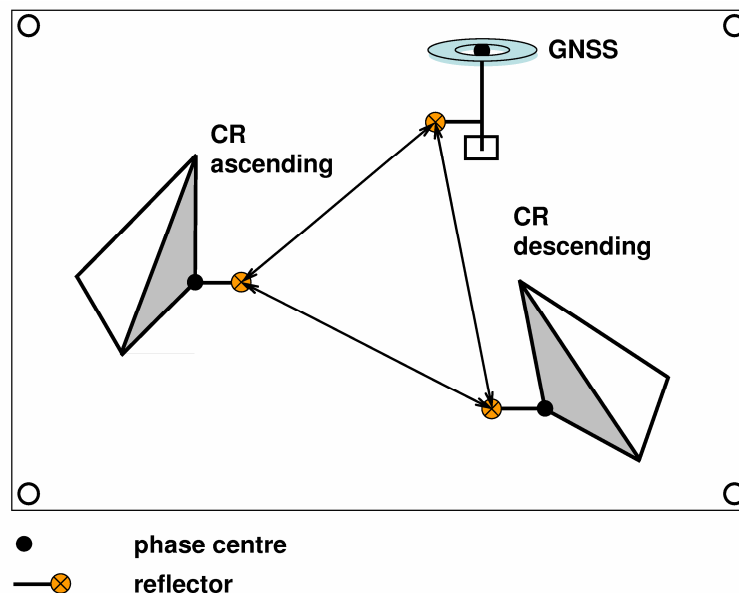 GNSS
CR
ascending
CR
descending
phase centre
reflector